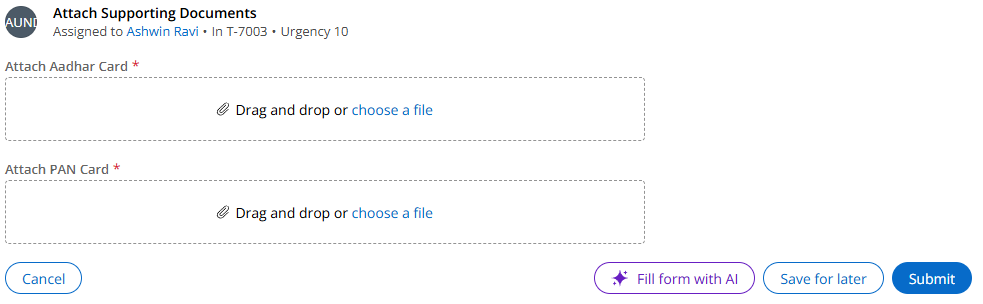 AUND
Attach Supporting Documents
Assigned to Ashwin Ravi • In T-7003 • Urgency 10
Attach Aadhar Card *
Drag and drop or choose a file
Attach PAN Card *
Drag and drop or choose a file
Cancel
Fill form with AI
Save for later
Submit